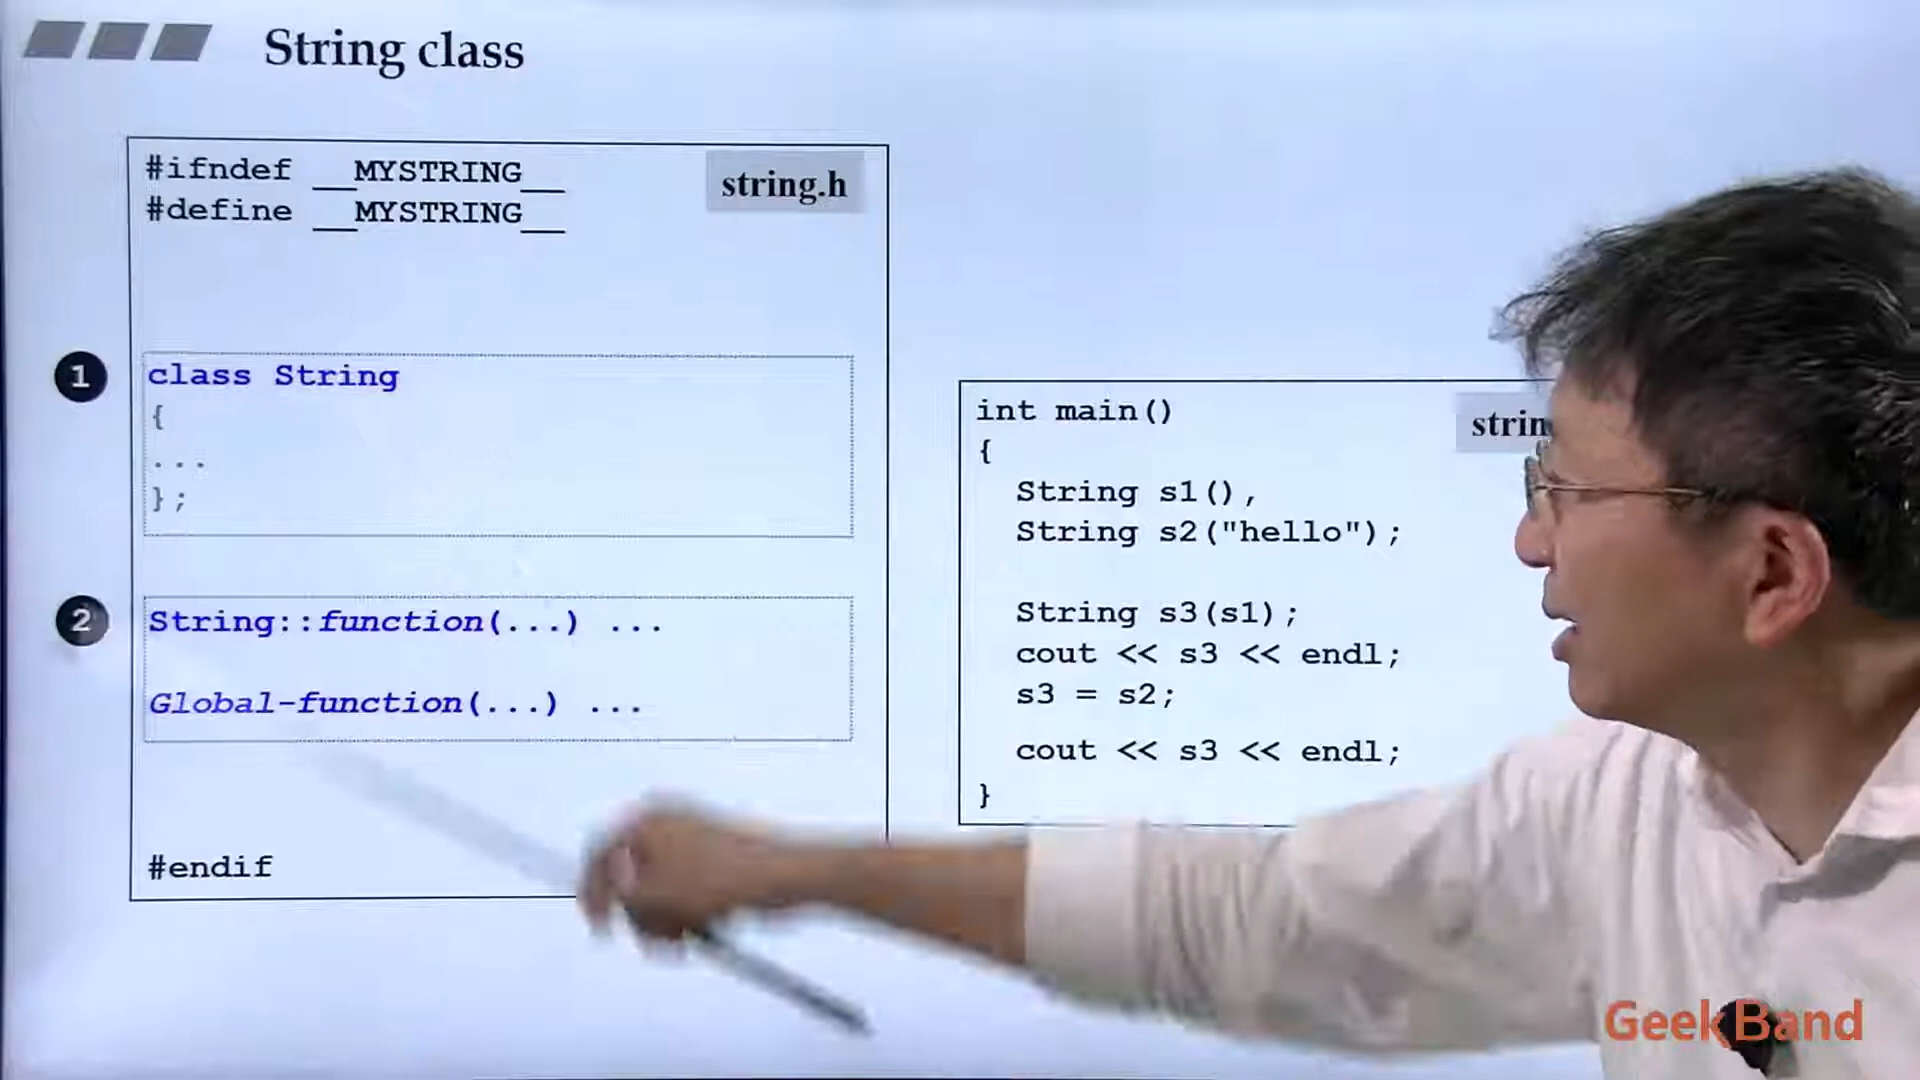 String class
#ifndef __MYSTRING__
string.h
#define __MYSTRING__
1
class String
{
...
};
2
String::function(...) ...
Global-function(...) ...
#endif
int main()
{
String s1(),
String s2("hello");
String s3(s1);
cout << s3 << endl;
s3 = s2;
cout << s3 << endl;
}
GeekBand